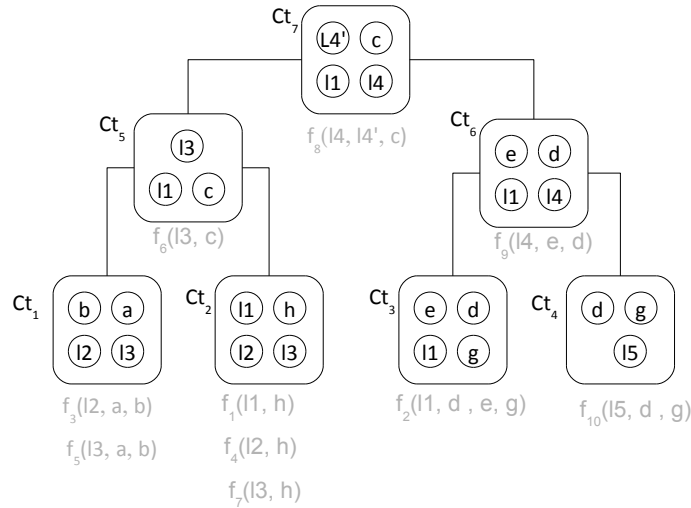 Ct7
L4' c
l1 l4
f8(l4, l4', c)
Ct5
l3
l1 c
f6(l3, c)
Ct6
e d
l1 l4
f9(l4, e, d)
Ct1
b a
l2 l3
f3(l2, a, b)
f5(l3, a, b)
Ct2
l1 h
l2 l3
f1(l1, h)
f4(l2, h)
f7(l3, h)
Ct3
e d
l1 g
f2(l1, d , e, g)
Ct4
d g
l5
f10(l5, d , g)